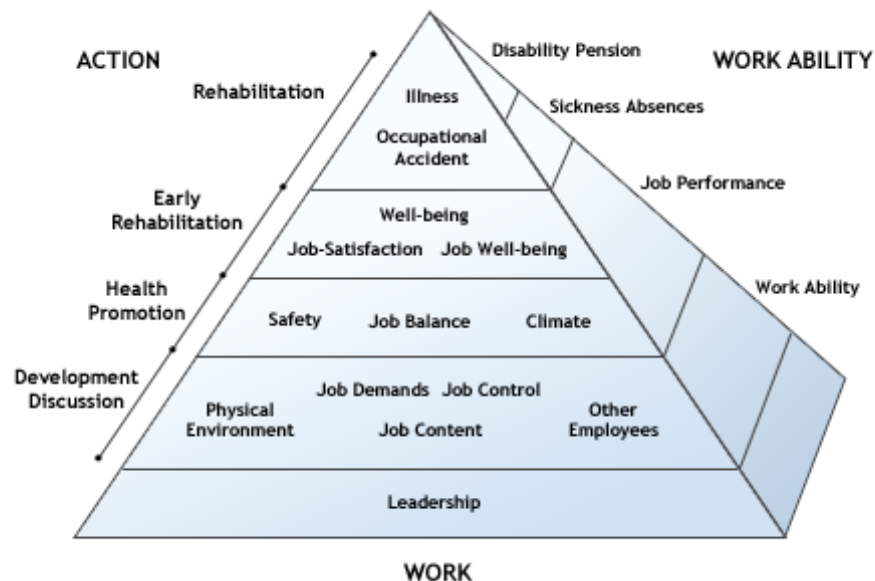 ACTION
WORK ABILITY
Disability Pension
Rehabilitation
Illness
Sickness Absences
Occupational
Accident
Job Performance
Early
Rehabilitation
Well-being
Job-Satisfaction Job Well-being
Work Ability
Health
Promotion
Safety Job Balance Climate
Development
Discussion
Job Demands Job Control
Physical
Environment
Job Content
Other
Employees
Leadership
WORK